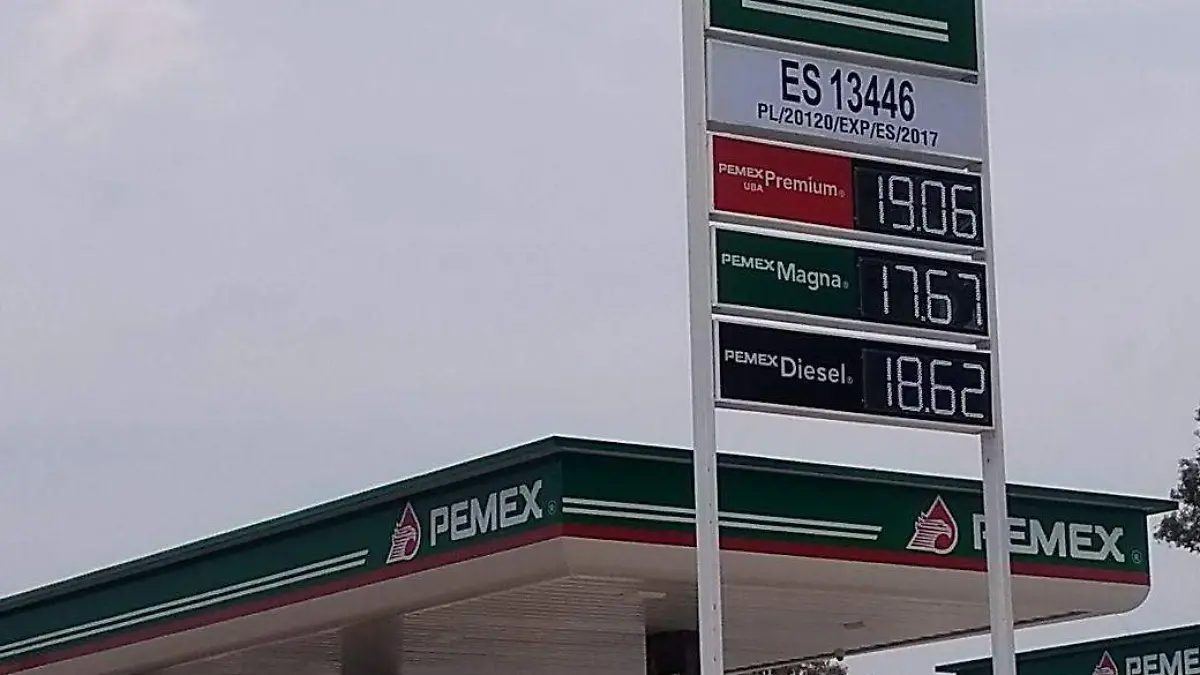 ES 13446
PL/20120/EXP/ES/2017
PEMEX Premium®
UBA
19.06
PEMEX Magna®
17.67
PEMEX Diesel®
18.62
PEMEX®
PEMEX®
PEMEX